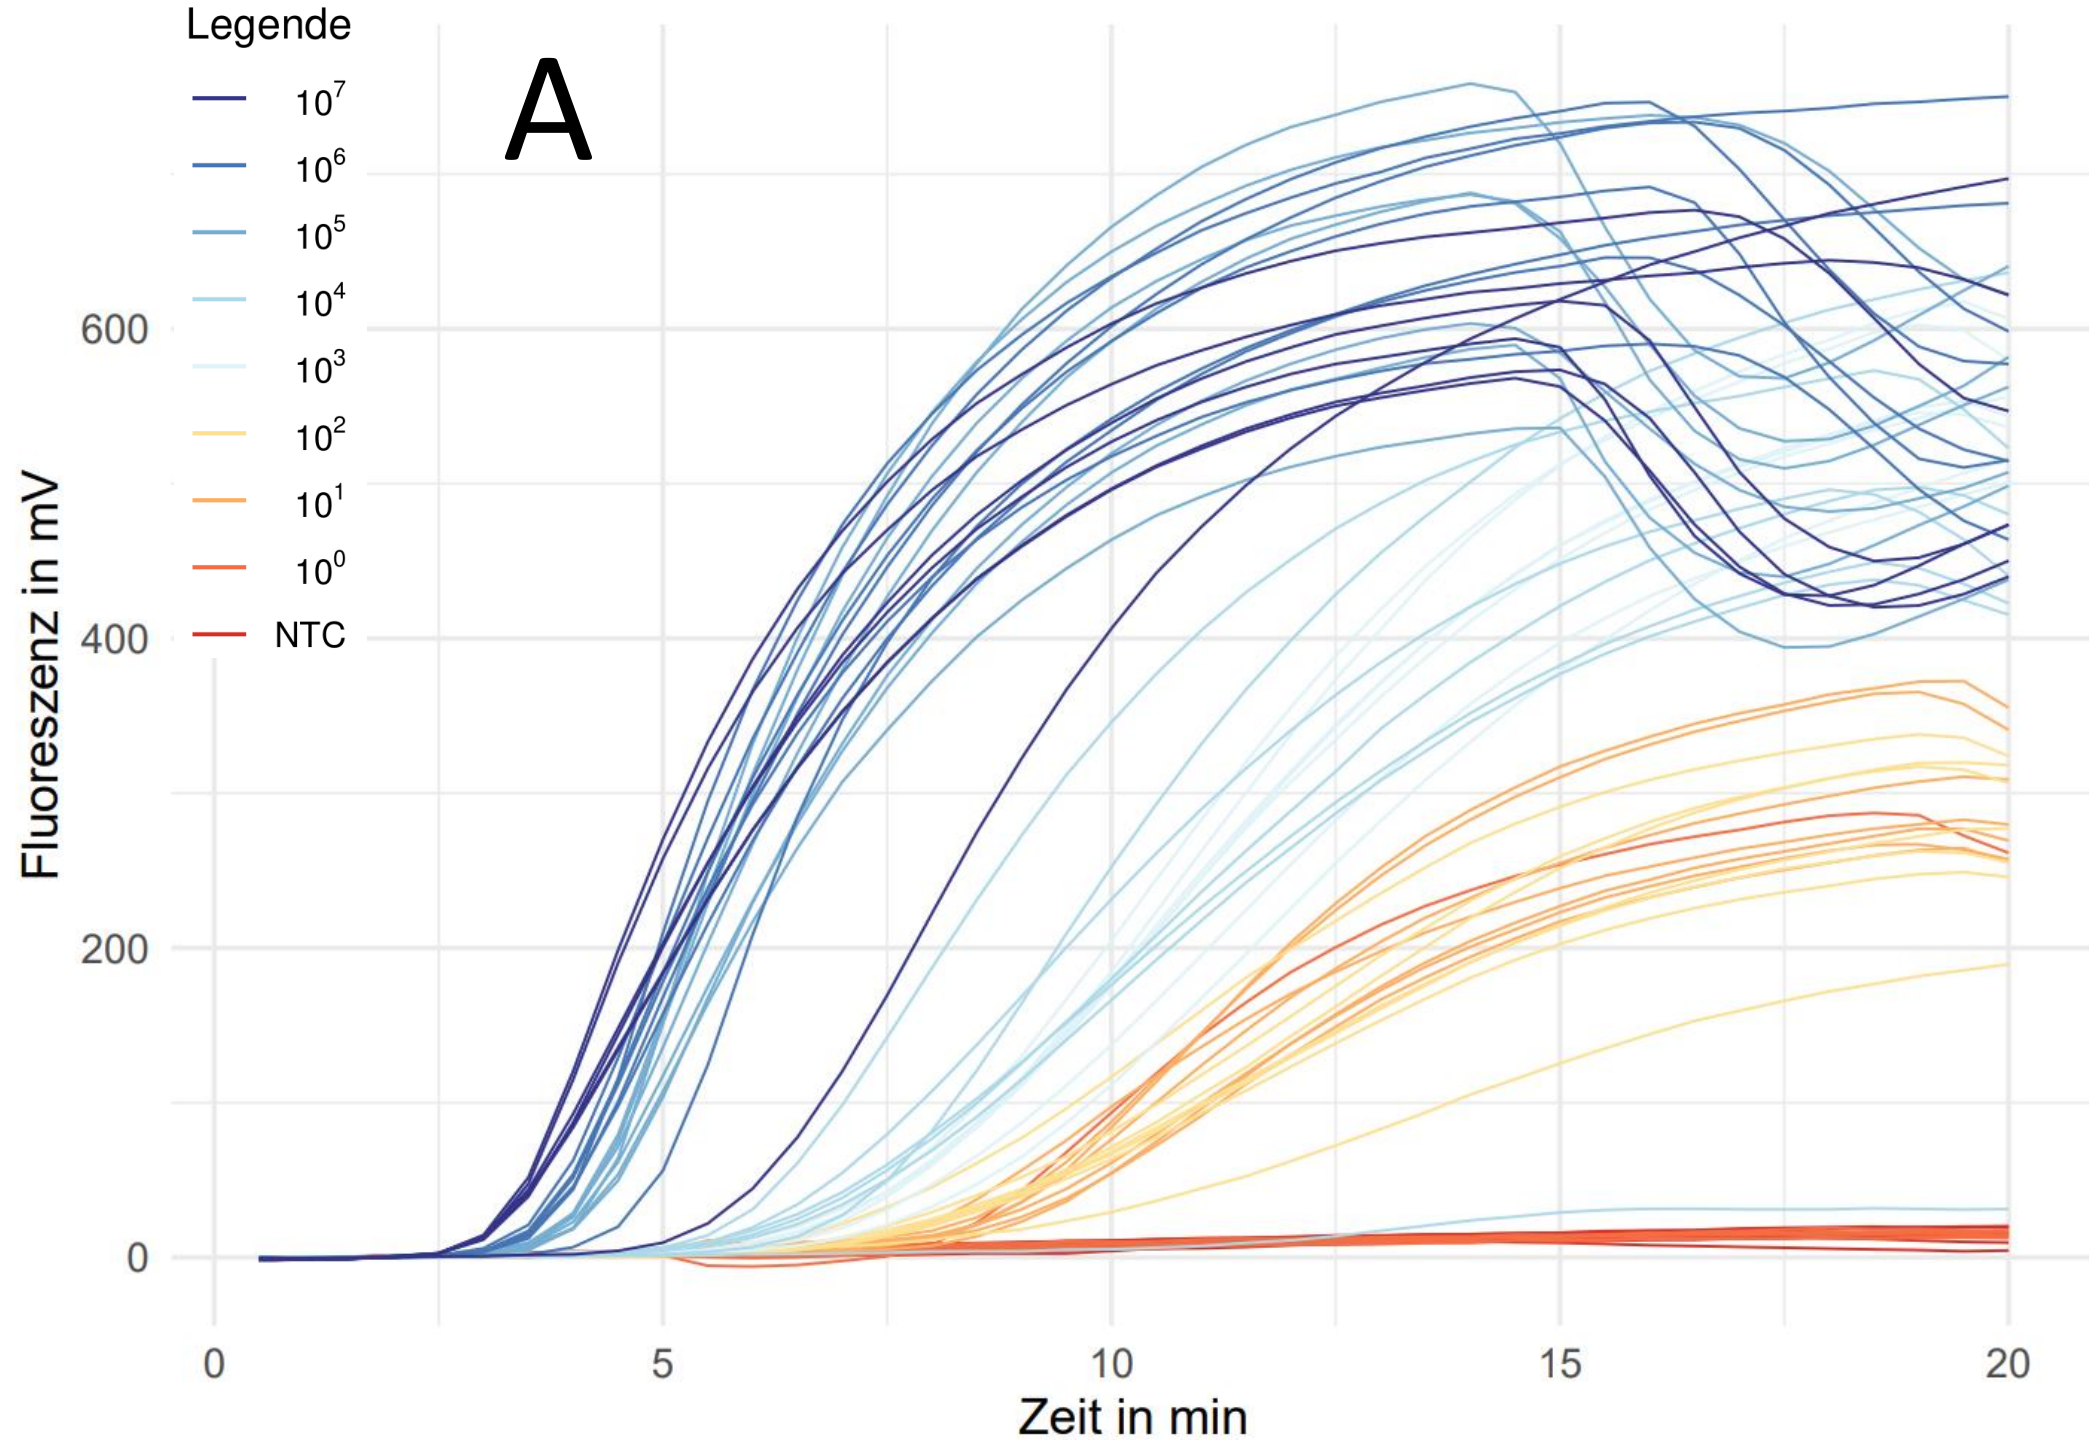 Legende
A
10⁷
10⁶
10⁵
10⁴
10³
10²
10¹
10⁰
NTC
Fluoreszenz in mV
600
400
200
0
0 5 10 15 20
Zeit in min